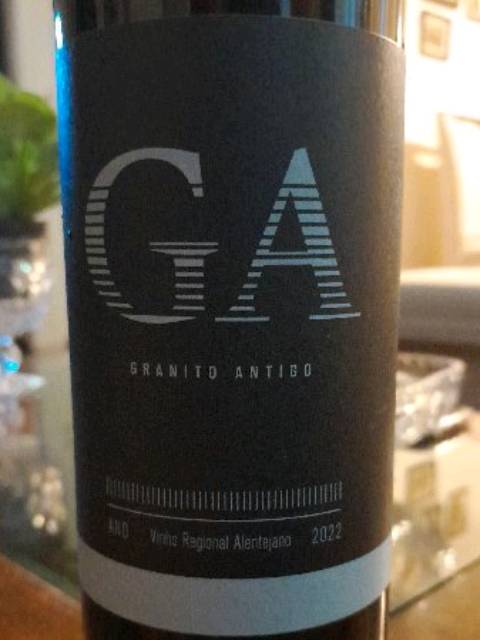 GA
GRANITO ANTIGO
ANO Vinho Regional Alentejano 2022